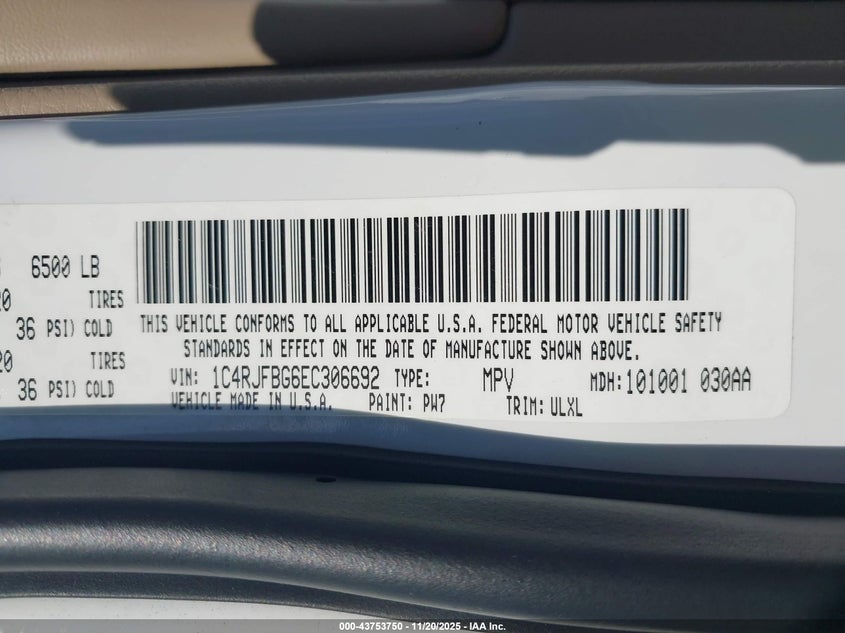 6500 LB
20 TIRES
36 PSI) COLD
20 TIRES
36 PSI) COLD
THIS VEHICLE CONFORMS TO ALL APPLICABLE U.S.A. FEDERAL MOTOR VEHICLE SAFETY
STANDARDS IN EFFECT ON THE DATE OF MANUFACTURE SHOWN ABOVE.
VIN: 1C4RJFBG6EC306692 TYPE: MPV MDH: 101001 030AA
VEHICLE MADE IN U.S.A. PAINT: PW7 TRIM: ULXL
000-43753750 - 11/20/2025 - IAA Inc.